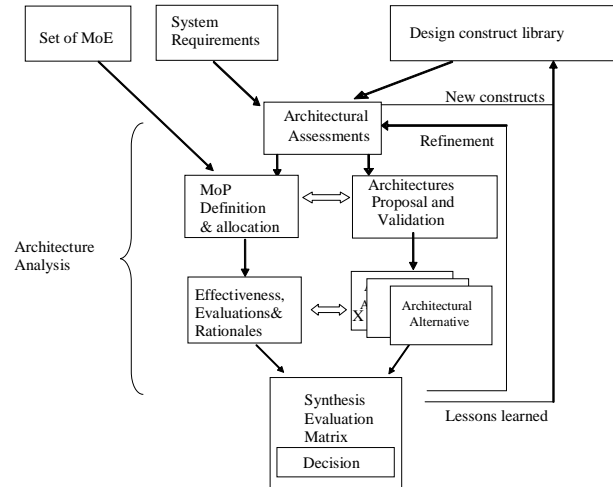 Set of MoE
System
Requirements
Design construct library
New constructs
Architectural
Assessments
Refinement
MoP
Definition
& allocation
Architectures
Proposal and
Validation
Architecture
Analysis
Effectiveness,
Evaluations&
Rationales
A
A
X
Architectural
Alternative
Synthesis
Evaluation
Matrix
Decision
Lessons learned